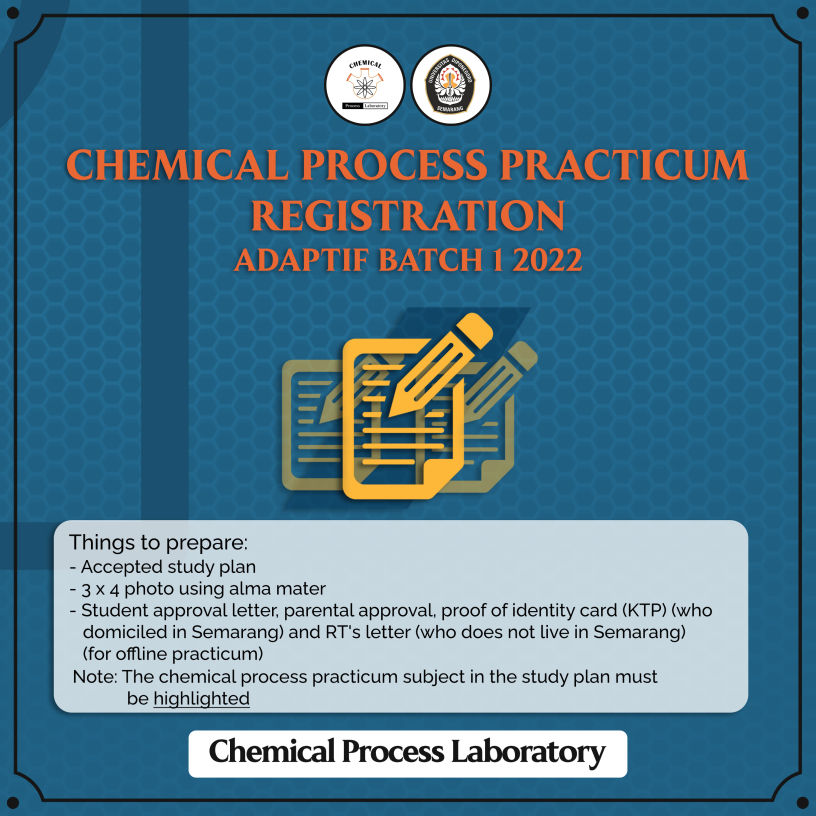 CHEMICAL
Process Laboratory
UNIVERSITAS DIPONEGORO
SEMARANG
CHEMICAL PROCESS PRACTICUM
REGISTRATION
ADAPTIF BATCH 1 2022
Things to prepare:
- Accepted study plan
- 3 x 4 photo using alma mater
- Student approval letter, parental approval, proof of identity card (KTP) (who
domiciled in Semarang) and RT's letter (who does not live in Semarang)
(for offline practicum)
Note: The chemical process practicum subject in the study plan must
be highlighted
Chemical Process Laboratory